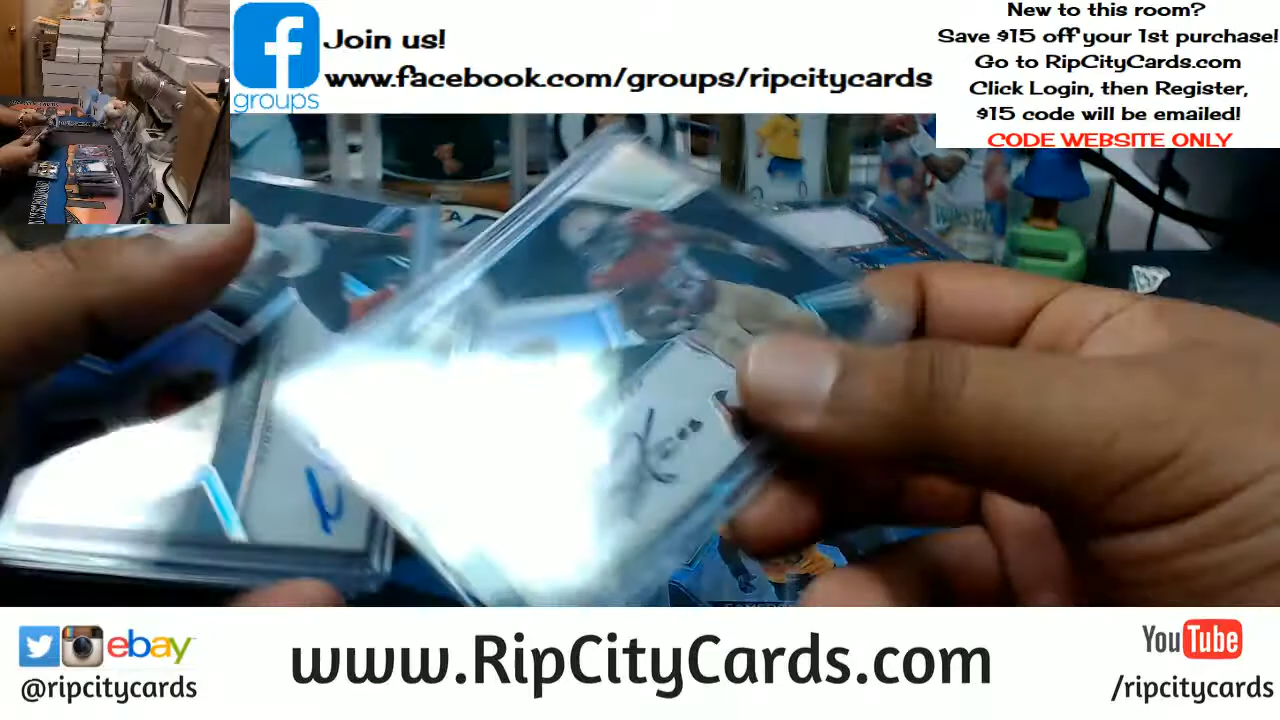 Join us!
www.facebook.com/groups/ripcitycards
groups
New to this room?
Save $15 off your 1st purchase!
Go to RipCityCards.com
Click Login, then Register,
$15 code will be emailed!
CODE WEBSITE ONLY
ebay
@ripcitycards
www.RipCityCards.com
YouTube
/ripcitycards